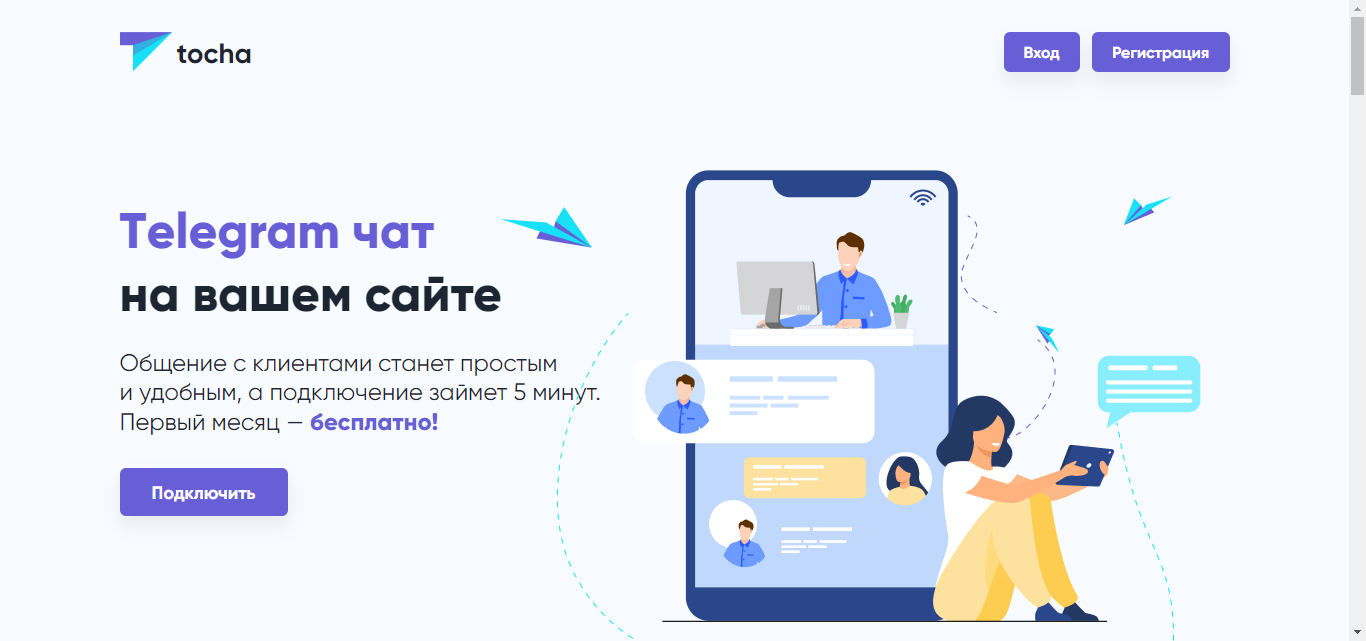 tocha
Вход
Регистрация
Telegram чат
на вашем сайте
Общение с клиентами станет простым
и удобным, а подключение займет 5 минут.
Первый месяц — бесплатно!
Подключить